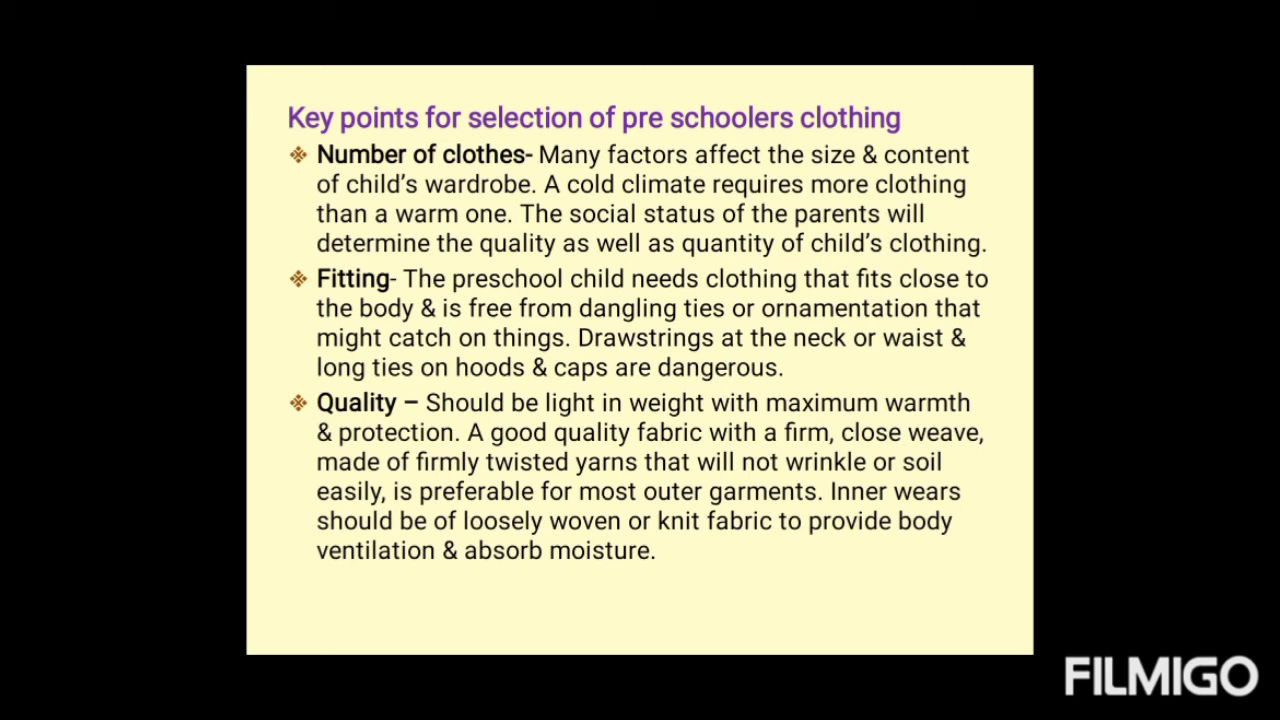 Key points for selection of pre schoolers clothing
❖ Number of clothes- Many factors affect the size & content
of child’s wardrobe. A cold climate requires more clothing
than a warm one. The social status of the parents will
determine the quality as well as quantity of child’s clothing.
❖ Fitting- The preschool child needs clothing that fits close to
the body & is free from dangling ties or ornamentation that
might catch on things. Drawstrings at the neck or waist &
long ties on hoods & caps are dangerous.
❖ Quality – Should be light in weight with maximum warmth
& protection. A good quality fabric with a firm, close weave,
made of firmly twisted yarns that will not wrinkle or soil
easily, is preferable for most outer garments. Inner wears
should be of loosely woven or knit fabric to provide body
ventilation & absorb moisture.
FILMIGO